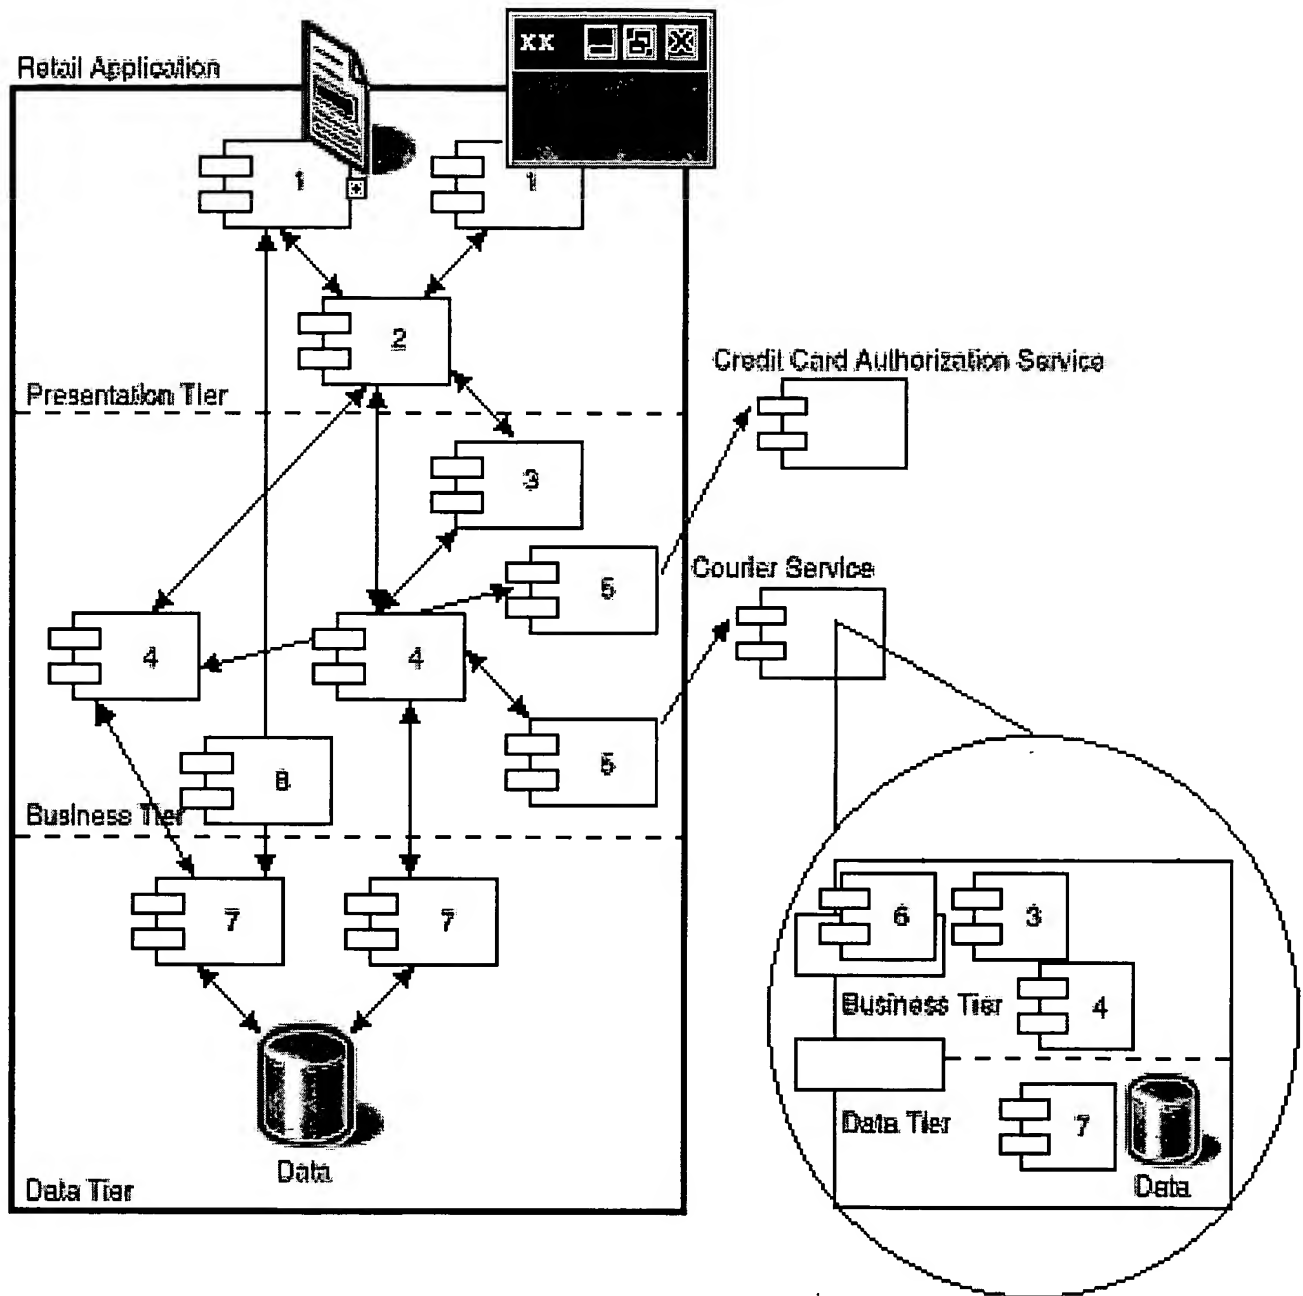 Retail Application
XX
1
1
2
Presentation Tier
Credit Card Authorization Service
3
5
Courier Service
4
4
5
8
Business Tier
7
7
6
3
Business Tier
4
Data Tier
7
Data
Data
Data Tier